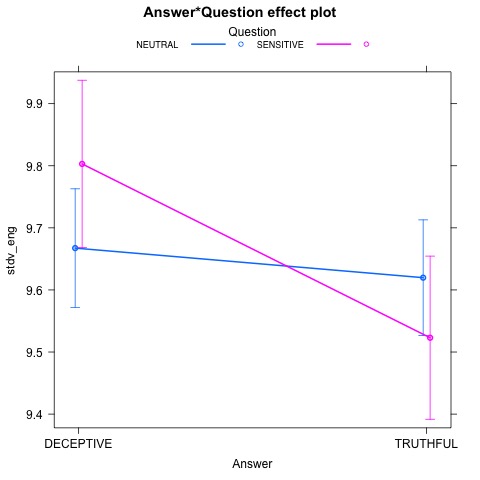 Answer*Question effect plot
Question
NEUTRAL SENSITIVE
9.9
9.8
9.7
9.6
9.5
9.4
stdv_eng
DECEPTIVE TRUTHFUL
Answer